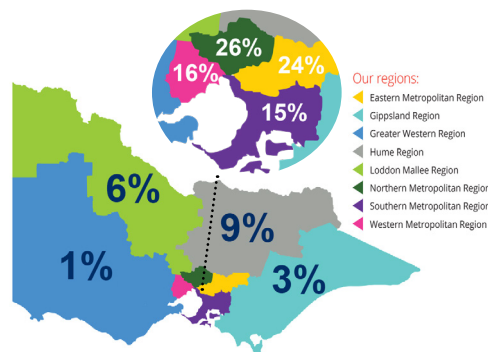 26%
16%
24%
15%
6%
9%
1%
3%
Our regions:
Eastern Metropolitan Region
Gippsland Region
Greater Western Region
Hume Region
Loddon Mallee Region
Northern Metropolitan Region
Southern Metropolitan Region
Western Metropolitan Region